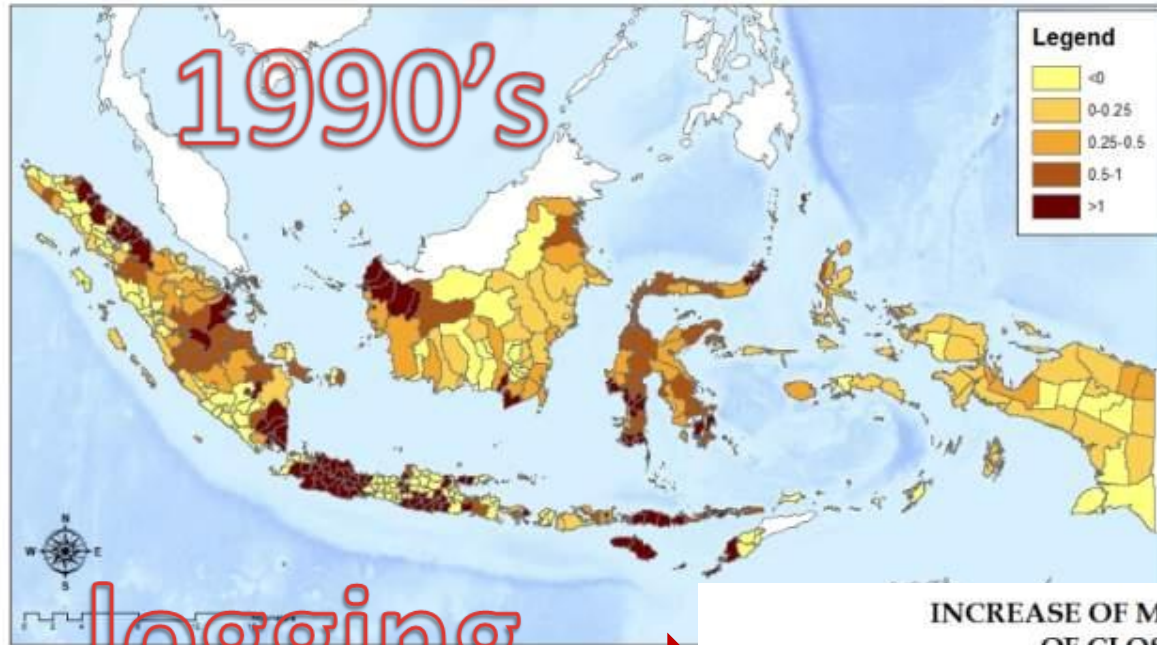 1990's
Legend
<0
0-0.25
0.25-0.5
0.5-1
>1
N
W E
S
logging
INCREASE OF M